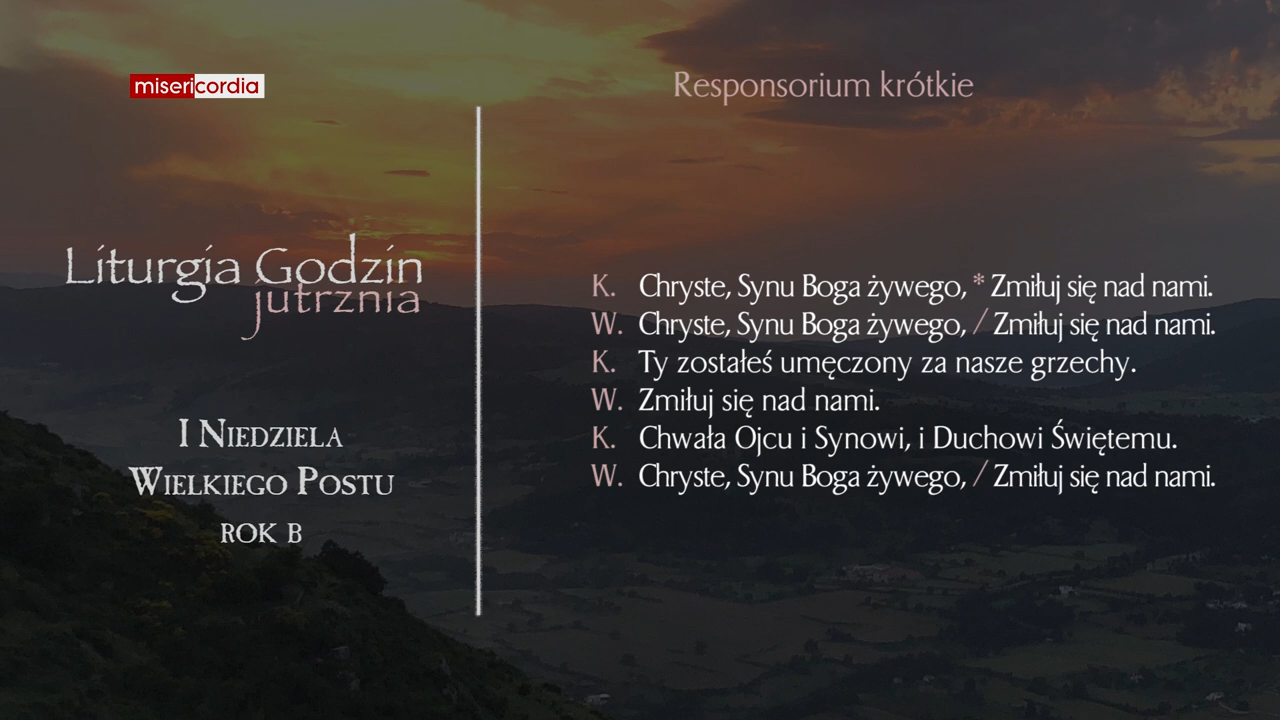 misericordia
Liturgia Godzin
jutrznia
I Niedziela
Wielkiego Postu
rok B
Responsorium krótkie
K. Chryste, Synu Boga żywego, * Zmiłuj się nad nami.
W. Chryste, Synu Boga żywego, / Zmiłuj się nad nami.
K. Ty zostałeś umęczony za nasze grzechy.
W. Zmiłuj się nad nami.
K. Chwała Ojcu i Synowi, i Duchowi Świętemu.
W. Chryste, Synu Boga żywego, / Zmiłuj się nad nami.